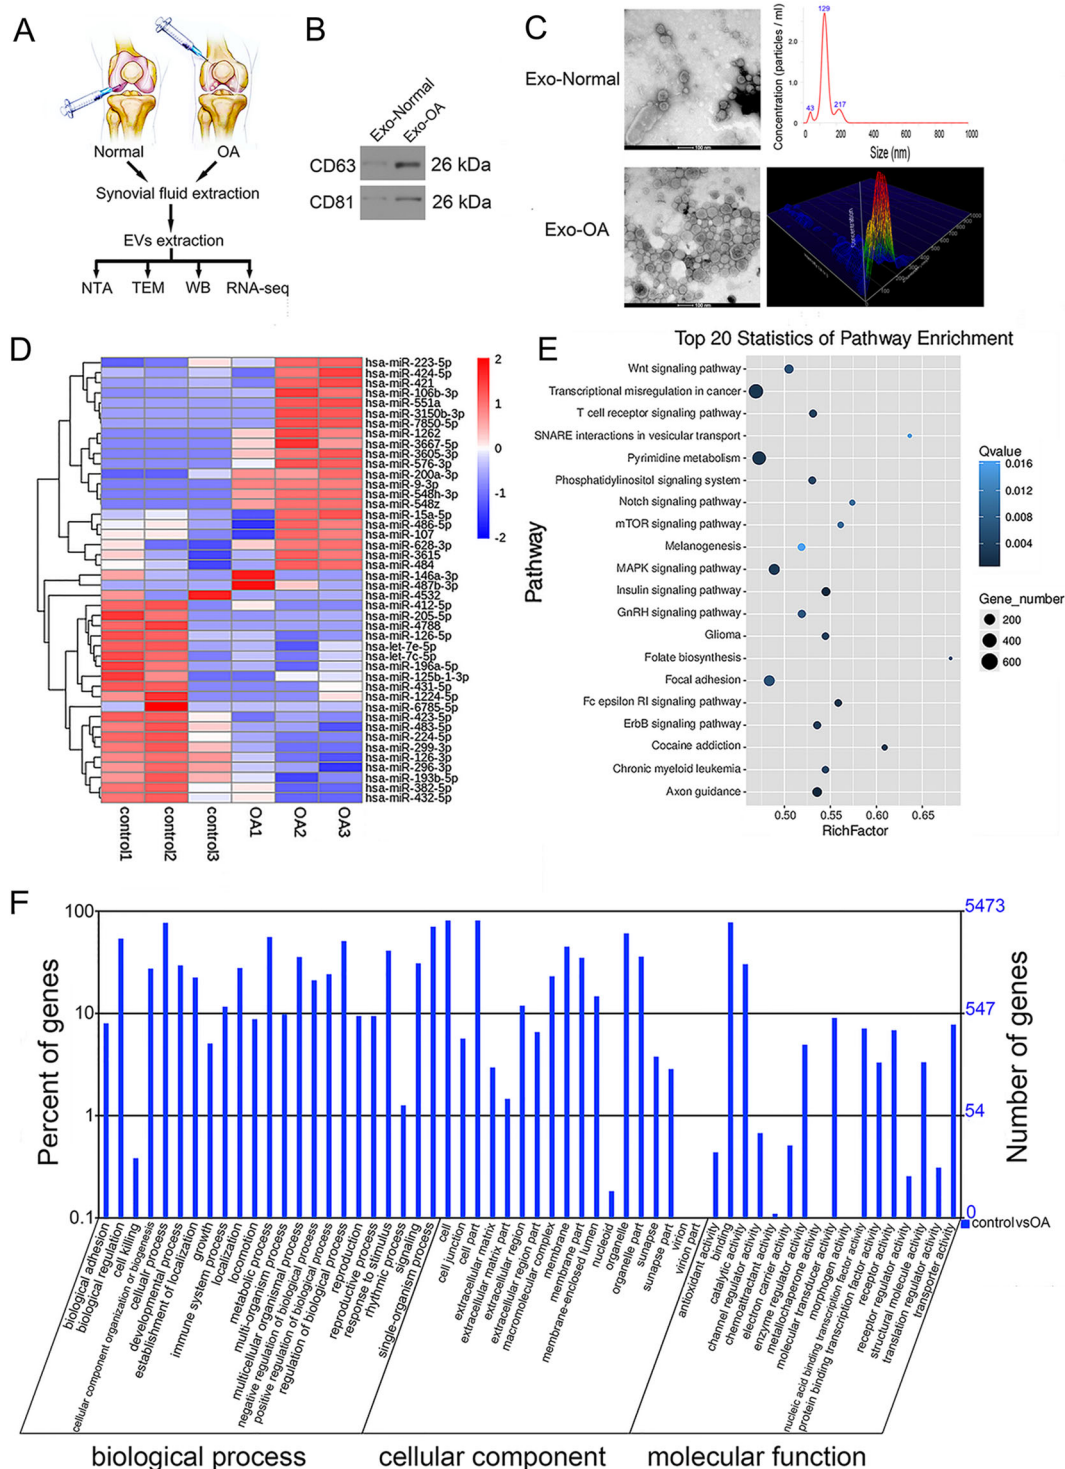 A
Normal
OA
Synovial fluid extraction
EVs extraction
NTA
TEM
WB
RNA-seq
B
Exo-Normal
Exo-OA
CD63
26 kDa
CD81
26 kDa
C
Exo-Normal
100 nm
Concentration (particles / ml)
2.0
1.0
0
43
129
217
0
200
400
600
800
1000
Size (nm)
Exo-OA
100 nm
Concentration
D
hsa-miR-223-5p
hsa-miR-424-5p
hsa-miR-421
hsa-miR-106b-3p
hsa-miR-551a
hsa-miR-3150b-3p
hsa-miR-7850-5p
hsa-miR-1262
hsa-miR-3667-5p
hsa-miR-3605-3p
hsa-miR-576-3p
hsa-miR-200a-3p
hsa-miR-9-3p
hsa-miR-548h-3p
hsa-miR-548z
hsa-miR-15a-5p
hsa-miR-486-5p
hsa-miR-107
hsa-miR-628-3p
hsa-miR-3615
hsa-miR-484
hsa-miR-146a-3p
hsa-miR-487b-3p
hsa-miR-4532
hsa-miR-412-5p
hsa-miR-205-5p
hsa-miR-4788
hsa-miR-126-5p
hsa-let-7e-5p
hsa-let-7c-5p
hsa-miR-196a-5p
hsa-miR-125b-1-3p
hsa-miR-431-5p
hsa-miR-1224-5p
hsa-miR-6785-5p
hsa-miR-423-5p
hsa-miR-483-5p
hsa-miR-224-5p
hsa-miR-299-3p
hsa-miR-126-3p
hsa-miR-296-3p
hsa-miR-193b-5p
hsa-miR-382-5p
hsa-miR-432-5p
control1
control2
control3
OA1
OA2
OA3
2
1
0
-1
-2
E
Top 20 Statistics of Pathway Enrichment
Pathway
Wnt signaling pathway
Transcriptional misregulation in cancer
T cell receptor signaling pathway
SNARE interactions in vesicular transport
Pyrimidine metabolism
Phosphatidylinositol signaling system
Notch signaling pathway
mTOR signaling pathway
Melanogenesis
MAPK signaling pathway
Insulin signaling pathway
GnRH signaling pathway
Glioma
Folate biosynthesis
Focal adhesion
Fc epsilon RI signaling pathway
ErbB signaling pathway
Cocaine addiction
Chronic myeloid leukemia
Axon guidance
0.50
0.55
0.60
0.65
RichFactor
Qvalue
0.016
0.012
0.008
0.004
Gene_number
200
400
600
F
Percent of genes
100
10
1
0.1
Number of genes
5473
547
54
0
control vs OA
biological adhesion
biological regulation
cell killing
cellular component organization or biogenesis
cellular process
developmental process
establishment of localization
growth
immune system process
localization
locomotion
metabolic process
multi-organism process
multicellular organismal process
negative regulation of biological process
positive regulation of biological process
regulation of biological process
reproduction
reproductive process
response to stimulus
rhythmic process
signaling
single-organism process
cell
cell junction
cell part
extracellular matrix
extracellular matrix part
extracellular region
extracellular region part
macromolecular complex
membrane
membrane part
membrane-enclosed lumen
nucleoid
organelle
organelle part
synapse
synapse part
virion
virion part
antioxidant activity
binding
catalytic activity
channel regulator activity
chemoattractant activity
electron carrier activity
enzyme regulator activity
metallochaperone activity
molecular transducer activity
morphogen activity
nucleic acid binding transcription factor activity
protein binding transcription factor activity
receptor activity
receptor regulator activity
structural molecule activity
translation regulator activity
transporter activity
biological process
cellular component
molecular function